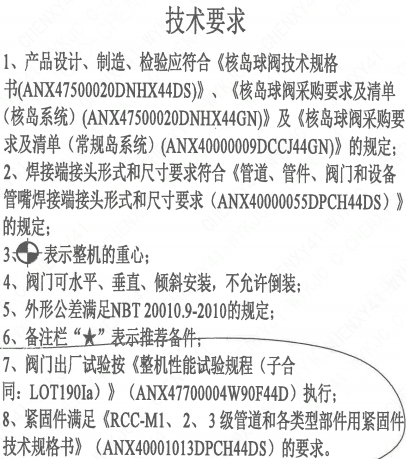 技术要求
1、产品设计、制造、检验应符合《核岛球阀技术规格
书(ANX47500020DNHX44DS)》、《核岛球阀采购要求及清单
(核岛系统)(ANX47500020DNHX44GN)》及《核岛球阀采购要
求及清单（常规岛系统）(ANX40000009DCCJ44GN)》的规定;
2、焊接端接头形式和尺寸要求符合《管道、管件、阀门和设备
管嘴焊接端接头形式和尺寸要求（ANX40000055DPCH44DS）》
的规定;
3、表示整机的重心;
4、阀门可水平、垂直、倾斜安装，不允许倒装;
5、外形公差满足NBT 20010.9-2010的规定;
6、备注栏“★”表示推荐备件;
7、阀门出厂试验按《整机性能试验规程（子合
同：LOT190Ia）》（ANX47700004W90F44D）执行;
8、紧固件满足《RCC-M1、2、3级管道和各类型部件用紧固件
技术规格书》（ANX40001013DPCH44DS）的要求。